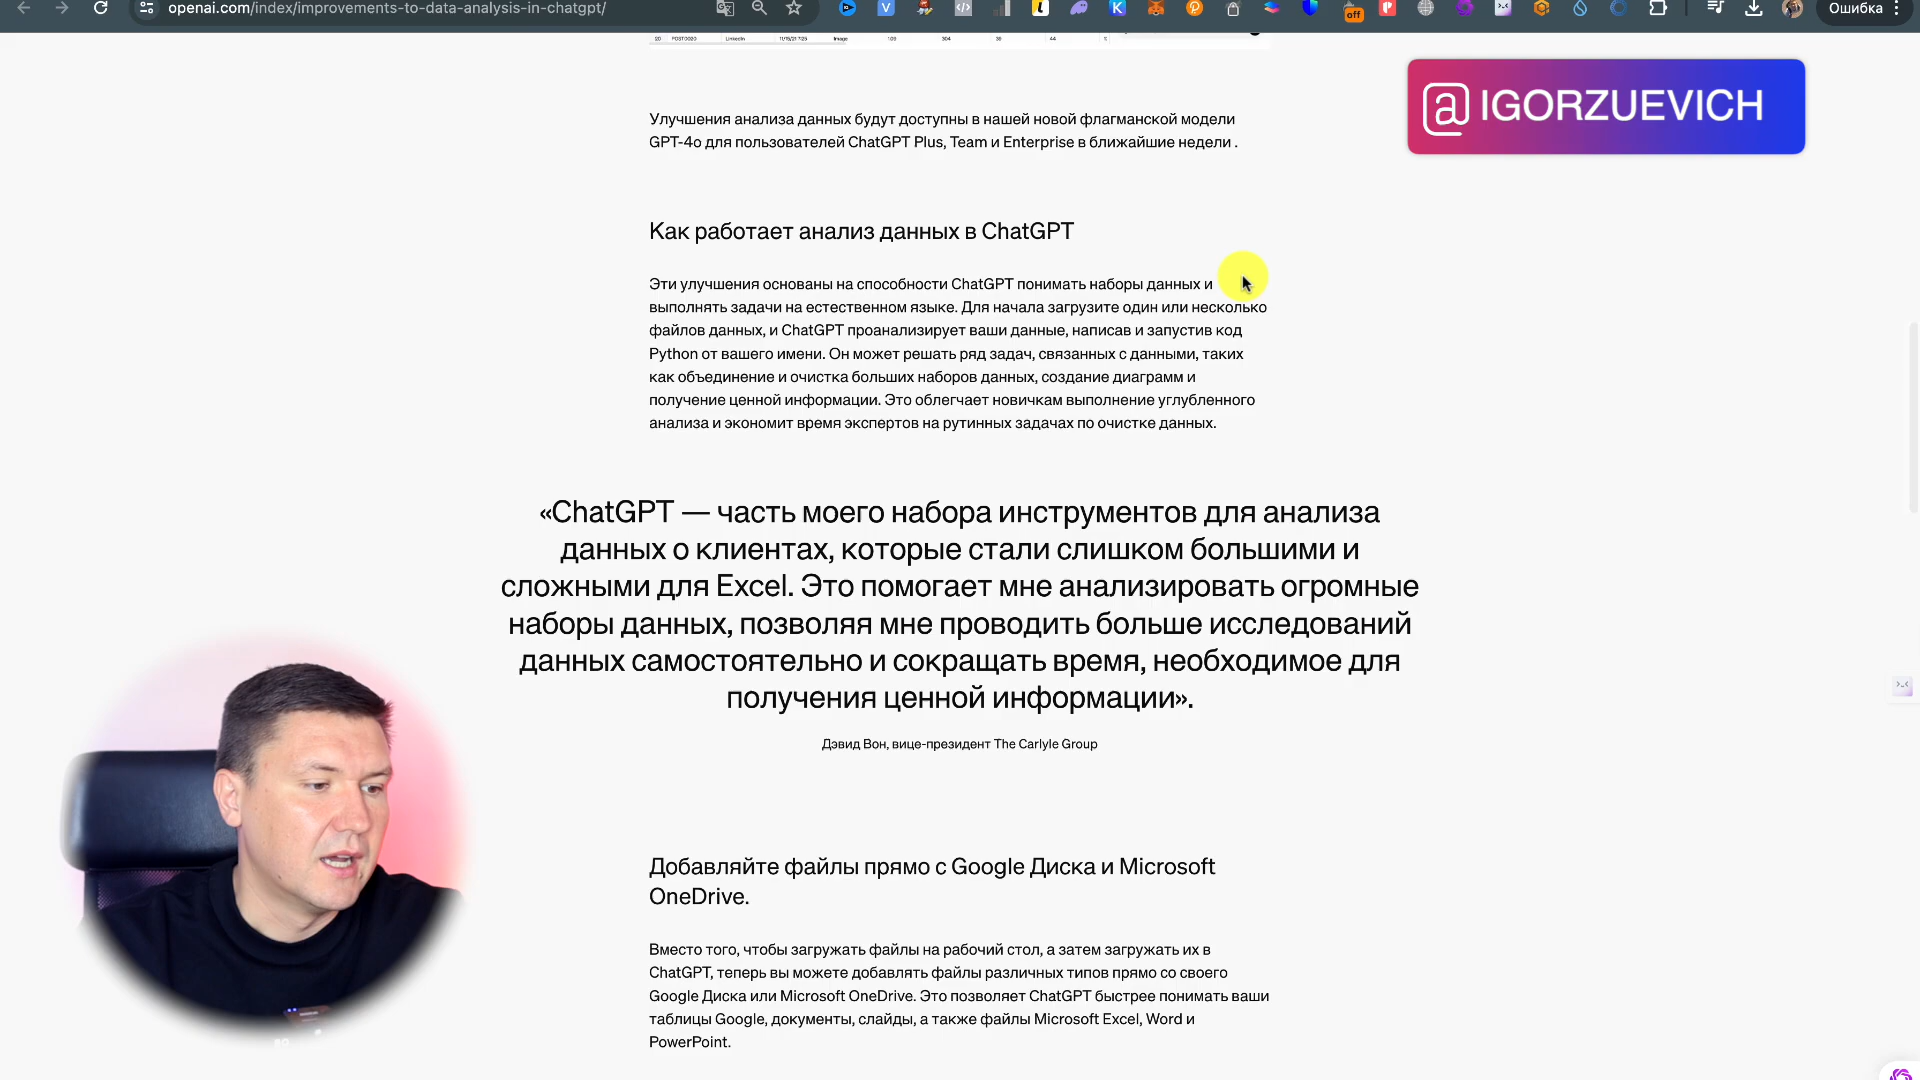 openai.com/index/improvements-to-data-analysis-in-chatgpt/
Ошибка
off
20 POST0020 LinkedIn Image
@IGORZUEVICH
Улучшения анализа данных будут доступны в нашей новой флагманской модели
GPT-4o для пользователей ChatGPT Plus, Team и Enterprise в ближайшие недели .
Как работает анализ данных в ChatGPT
Эти улучшения основаны на способности ChatGPT понимать наборы данных и
выполнять задачи на естественном языке. Для начала загрузите один или несколько
файлов данных, и ChatGPT проанализирует ваши данные, написав и запустив код
Python от вашего имени. Он может решать ряд задач, связанных с данными, таких
как объединение и очистка больших наборов данных, создание диаграмм и
получение ценной информации. Это облегчает новичкам выполнение углубленного
анализа и экономит время экспертов на рутинных задачах по очистке данных.
«ChatGPT — часть моего набора инструментов для анализа
данных о клиентах, которые стали слишком большими и
сложными для Excel. Это помогает мне анализировать огромные
наборы данных, позволяя мне проводить больше исследований
данных самостоятельно и сокращать время, необходимое для
получения ценной информации».
Дэвид Вон, вице-президент The Carlyle Group
Добавляйте файлы прямо с Google Диска и Microsoft
OneDrive.
Вместо того, чтобы загружать файлы на рабочий стол, а затем загружать их в
ChatGPT, теперь вы можете добавлять файлы различных типов прямо со своего
Google Диска или Microsoft OneDrive. Это позволяет ChatGPT быстрее понимать ваши
таблицы Google, документы, слайды, а также файлы Microsoft Excel, Word и
PowerPoint.